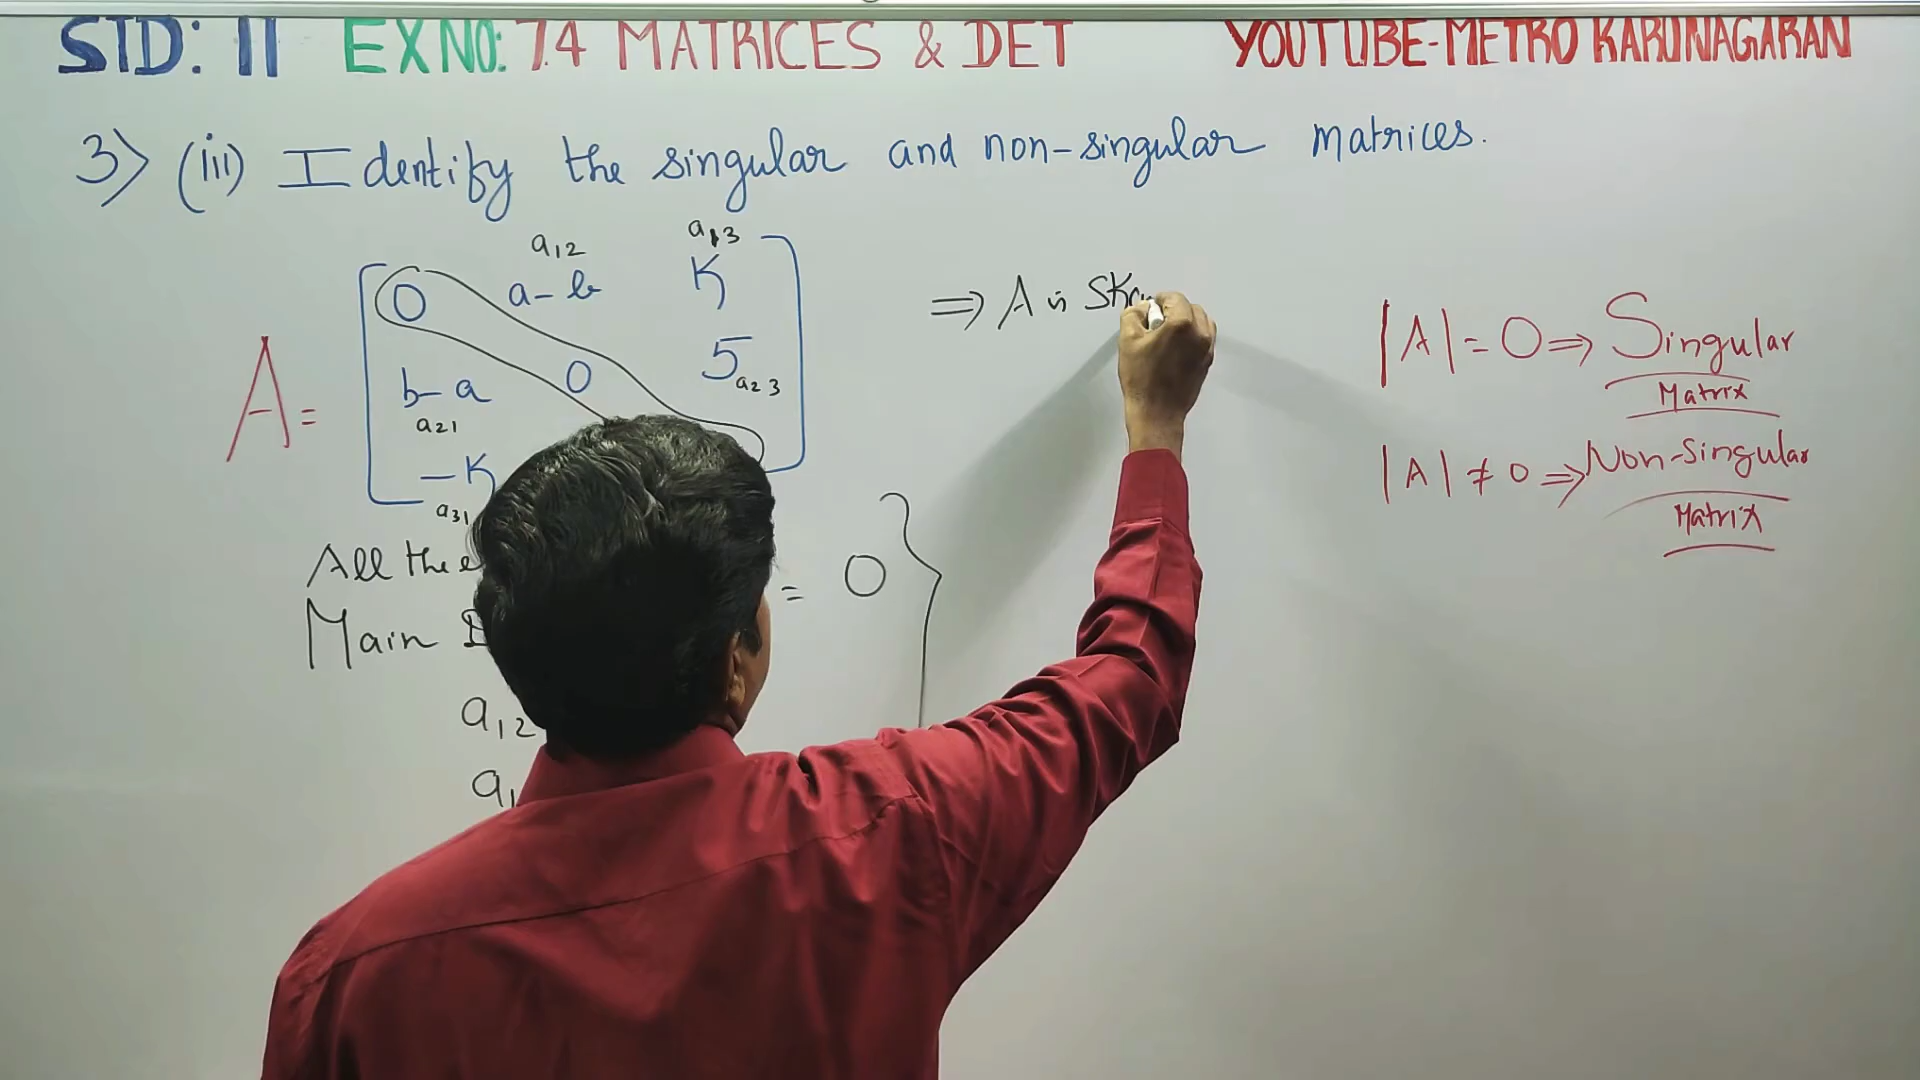 STD: 11 EX NO: 7.4 MATRICES & DET YOUTUBE-METRO KARUNAGARAN
3) (iii) Identify the singular and non-singular matrices.
a12 a13
0 a-b K
A =
b-a 0 5 a23
a21
-K
a31
All the = 0
Main
a12
⇒ A is
|A| = 0 ⇒ Singular
Matrix
|A| ≠ 0 ⇒ Non-Singular
Matrix